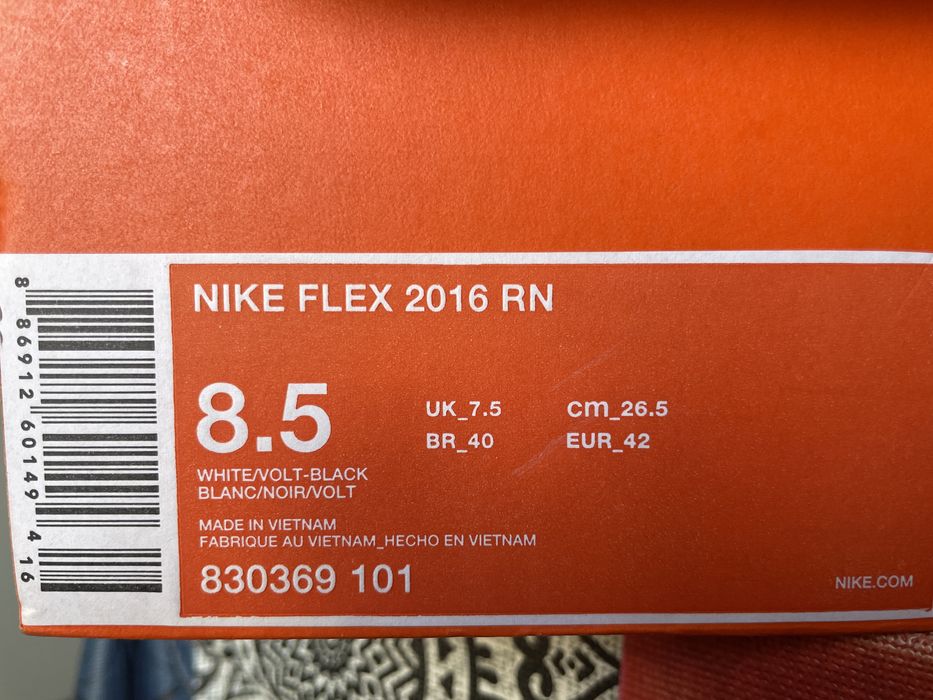 NIKE FLEX 2016 RN
8.5
UK_7.5 cm_26.5
BR_40 EUR_42
WHITE/VOLT-BLACK
BLANC/NOIR/VOLT
MADE IN VIETNAM
FABRIQUE AU VIETNAM_HECHO EN VIETNAM
830369 101
NIKE.COM
8 86912 60149 4 16